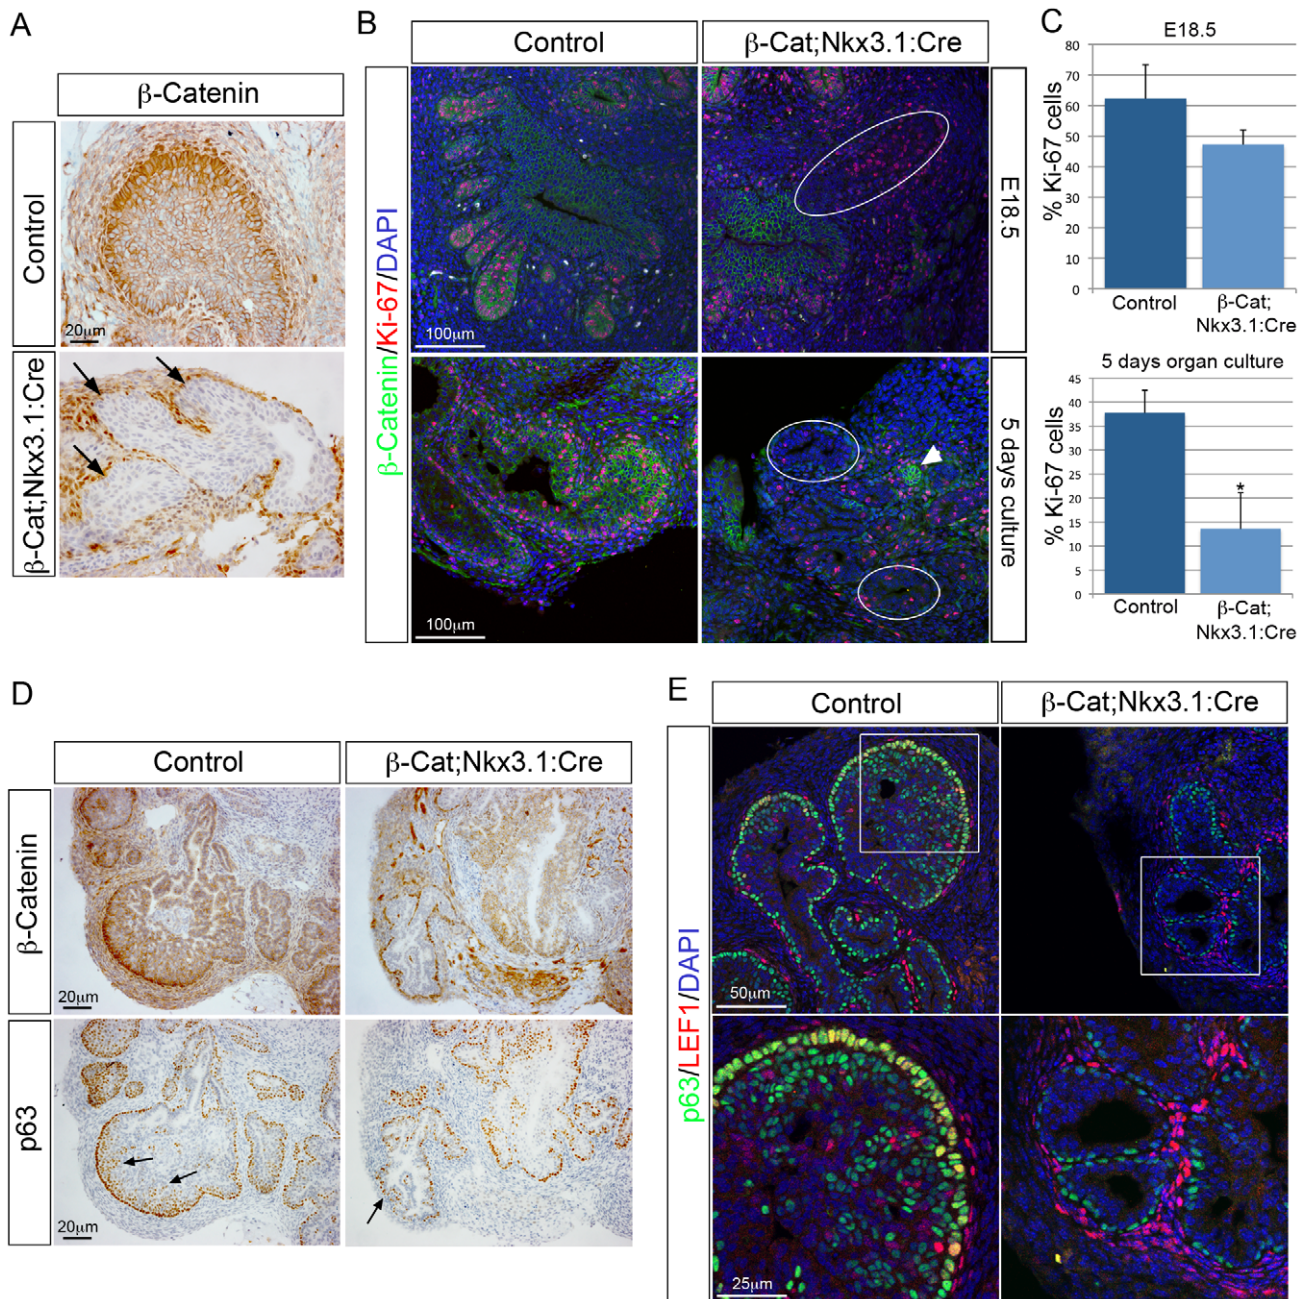 A
β-Catenin
Control
20μm
β-Cat;Nkx3.1:Cre
B
Control
β-Cat;Nkx3.1:Cre
β-Catenin/Ki-67/DAPI
100μm
E18.5
100μm
5 days culture
C
E18.5
% Ki-67 cells
80
70
60
50
40
30
20
10
0
Control
β-Cat;
Nkx3.1:Cre
5 days organ culture
% Ki-67 cells
45
40
35
30
25
20
15
10
5
0
*
Control
β-Cat;
Nkx3.1:Cre
D
Control
β-Cat;Nkx3.1:Cre
β-Catenin
20μm
p63
20μm
E
Control
β-Cat;Nkx3.1:Cre
p63/LEF1/DAPI
50μm
25μm